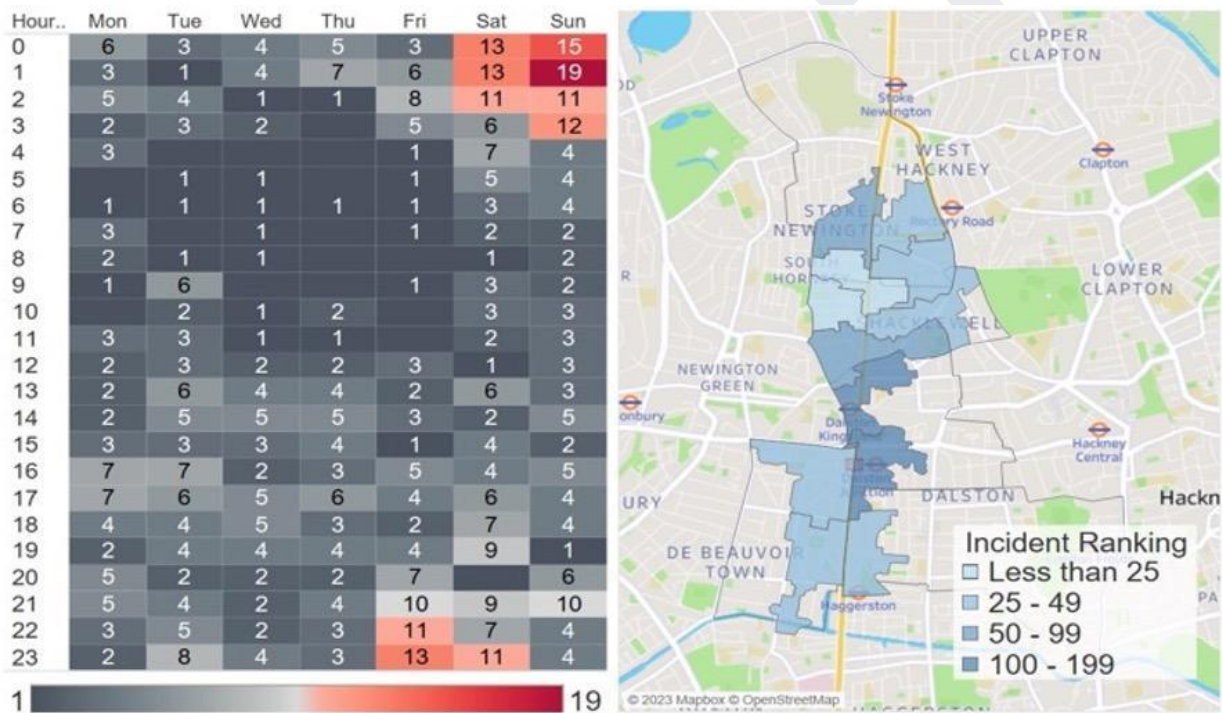 Hour.. Mon Tue Wed Thu Fri Sat Sun
0 6 3 4 5 3 13 15
1 3 1 4 7 6 13 19
2 5 4 1 1 8 11 11
3 2 3 2 5 6 12
4 3 1 7 4
5 1 1 1 5 4
6 1 1 1 1 1 3 4
7 3 1 1 2 2
8 2 1 1 1 2
9 1 6 1 3 2
10 2 1 2 3 3
11 3 3 1 1 2 3
12 2 3 2 2 3 1 3
13 2 6 4 4 2 6 3
14 2 5 5 5 3 2 5
15 3 3 3 4 1 4 2
16 7 7 2 3 5 4 5
17 7 6 5 6 4 6 4
18 4 4 5 3 2 7 4
19 2 4 4 4 4 9 1
20 5 2 2 2 7 6
21 5 4 2 4 10 9 10
22 3 5 2 3 11 7 4
23 2 8 4 3 13 11 4
1 19
UPPER
CLAPTON
Stoke
Newington
WEST
HACKNEY
Clapton
STOKE
NEWINGTON
Rectory Road
LOWER
CLAPTON
R
NEWINGTON
GREEN
onbury
Hackney
Central
URY
DALSTON
Hackn
DE BEAUVOIR
TOWN
Haggerston
Incident Ranking
Less than 25
25 - 49
50 - 99
100 - 199
© 2023 Mapbox © OpenStreetMap